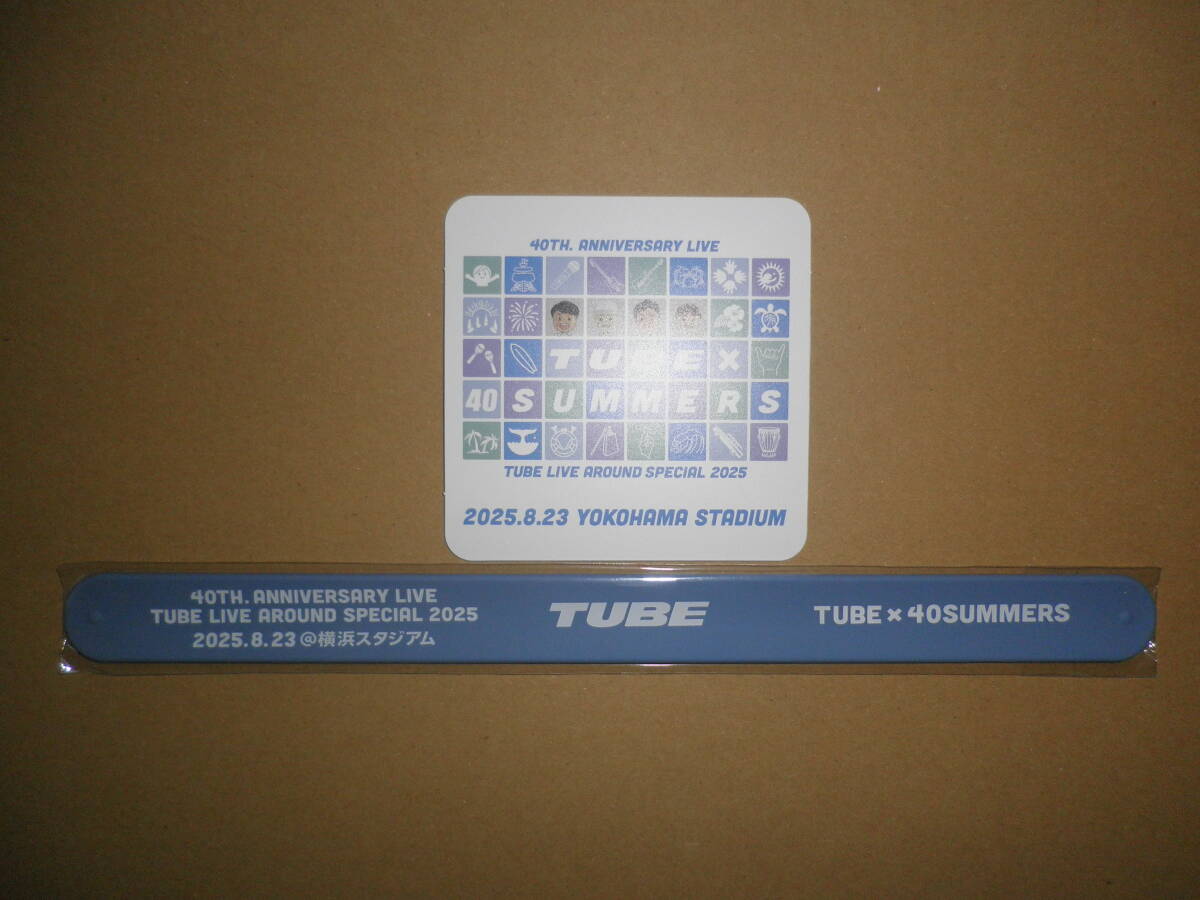 40TH. ANNIVERSARY LIVE
TUBE×
40 SUMMERS
TUBE LIVE AROUND SPECIAL 2025
2025.8.23 YOKOHAMA STADIUM
40TH. ANNIVERSARY LIVE
TUBE LIVE AROUND SPECIAL 2025
2025.8.23 @横浜スタジアム
TUBE
TUBE×40SUMMERS